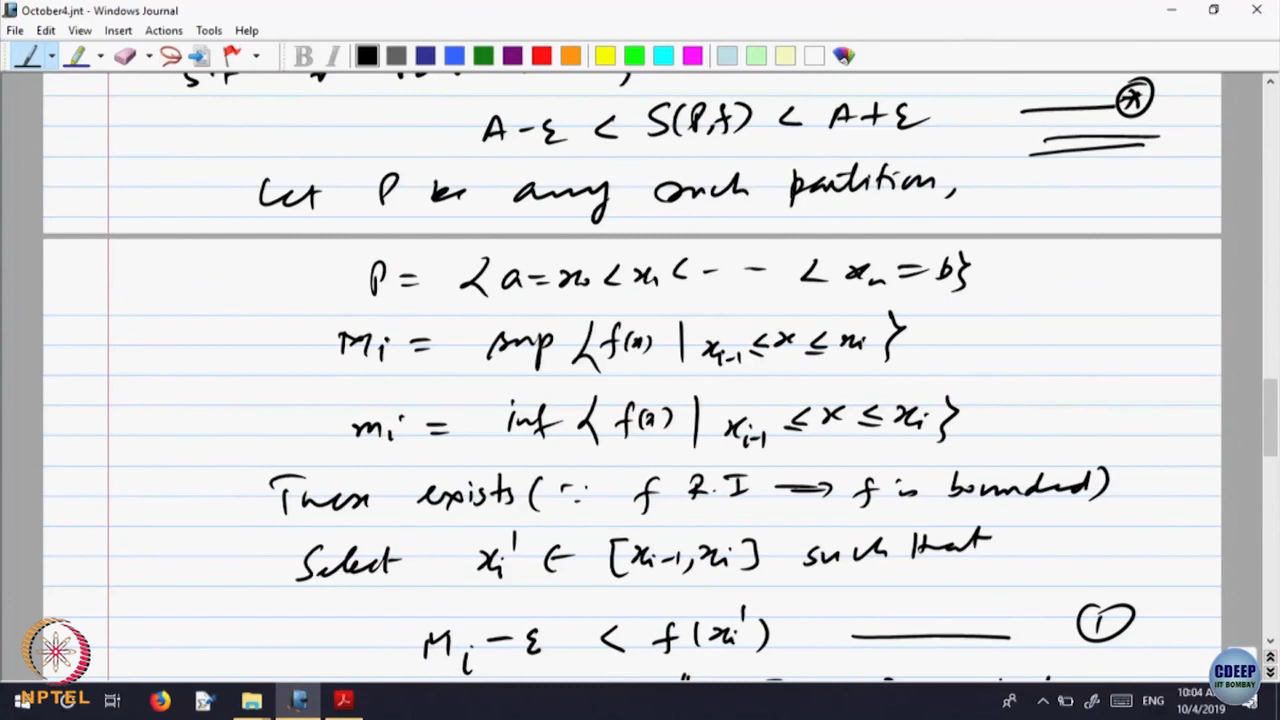 October4.jnt - Windows Journal
File Edit View Insert Actions Tools Help
A - ε < S(P,f) < A + ε ——— ⊛
Let P be any such partition,
P = { a = x₀ < x₁ < - - < xₙ = b}
Mᵢ = sup { f(x) | xᵢ₋₁ ≤ x ≤ xᵢ }
mᵢ = inf { f(x) | xᵢ₋₁ ≤ x ≤ xᵢ }
There exists (∵ f R.I → f is bounded)
Select xᵢ' ∈ [xᵢ₋₁, xᵢ] such that
Mᵢ - ε < f(xᵢ') ——— ①
NPTEL
CDEEP
IIT BOMBAY
ENG
10:04 A
10/4/2019